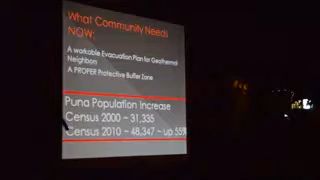 What Community Needs
NOW:
A workable Evacuation Plan for Geothermal
Neighbors
A PROPER Protective Buffer Zone
Puna Population Increase
Census 2000 ~ 31,335
Census 2010 ~ 48,347 ~ up 55%